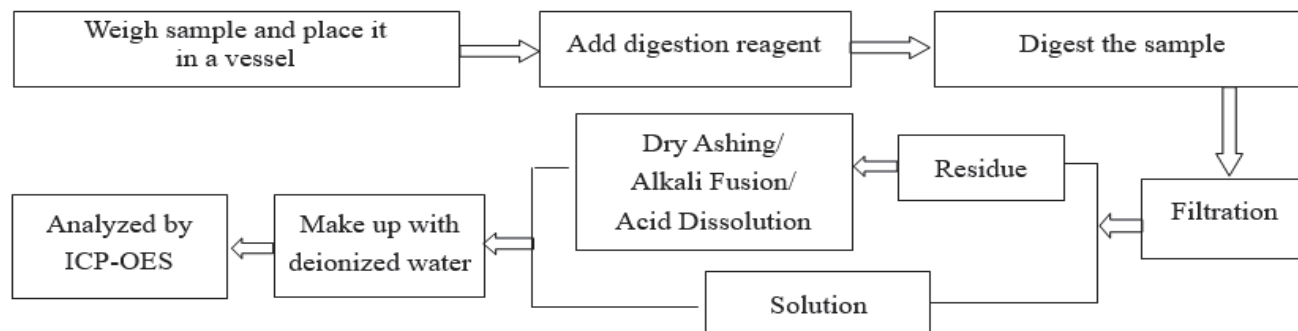 Weigh sample and place it
in a vessel
Add digestion reagent
Digest the sample
Filtration
Residue
Dry Ashing/
Alkali Fusion/
Acid Dissolution
Solution
Make up with
deionized water
Analyzed by
ICP-OES